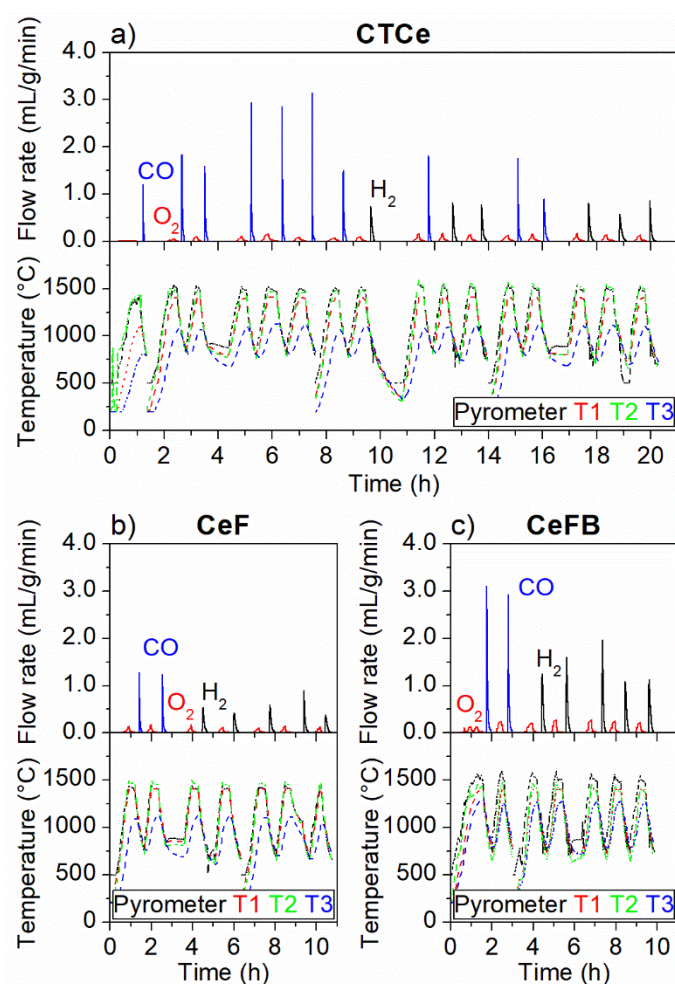 a) CTCe
Flow rate (mL/g/min)
4.0
3.0
2.0
1.0
0.0
CO
O2
H2
Temperature (°C)
1500
1000
500
0
Pyrometer T1 T2 T3
0 2 4 6 8 10 12 14 16 18 20
Time (h)
b) CeF
Flow rate (mL/g/min)
4.0
3.0
2.0
1.0
0.0
CO
O2
H2
Temperature (°C)
1500
1000
500
0
Pyrometer T1 T2 T3
0 2 4 6 8 10
Time (h)
c) CeFB
Flow rate (mL/g/min)
4.0
3.0
2.0
1.0
0.0
CO
H2
O2
Temperature (°C)
1500
1000
500
0
Pyrometer T1 T2 T3
0 2 4 6 8 10
Time (h)